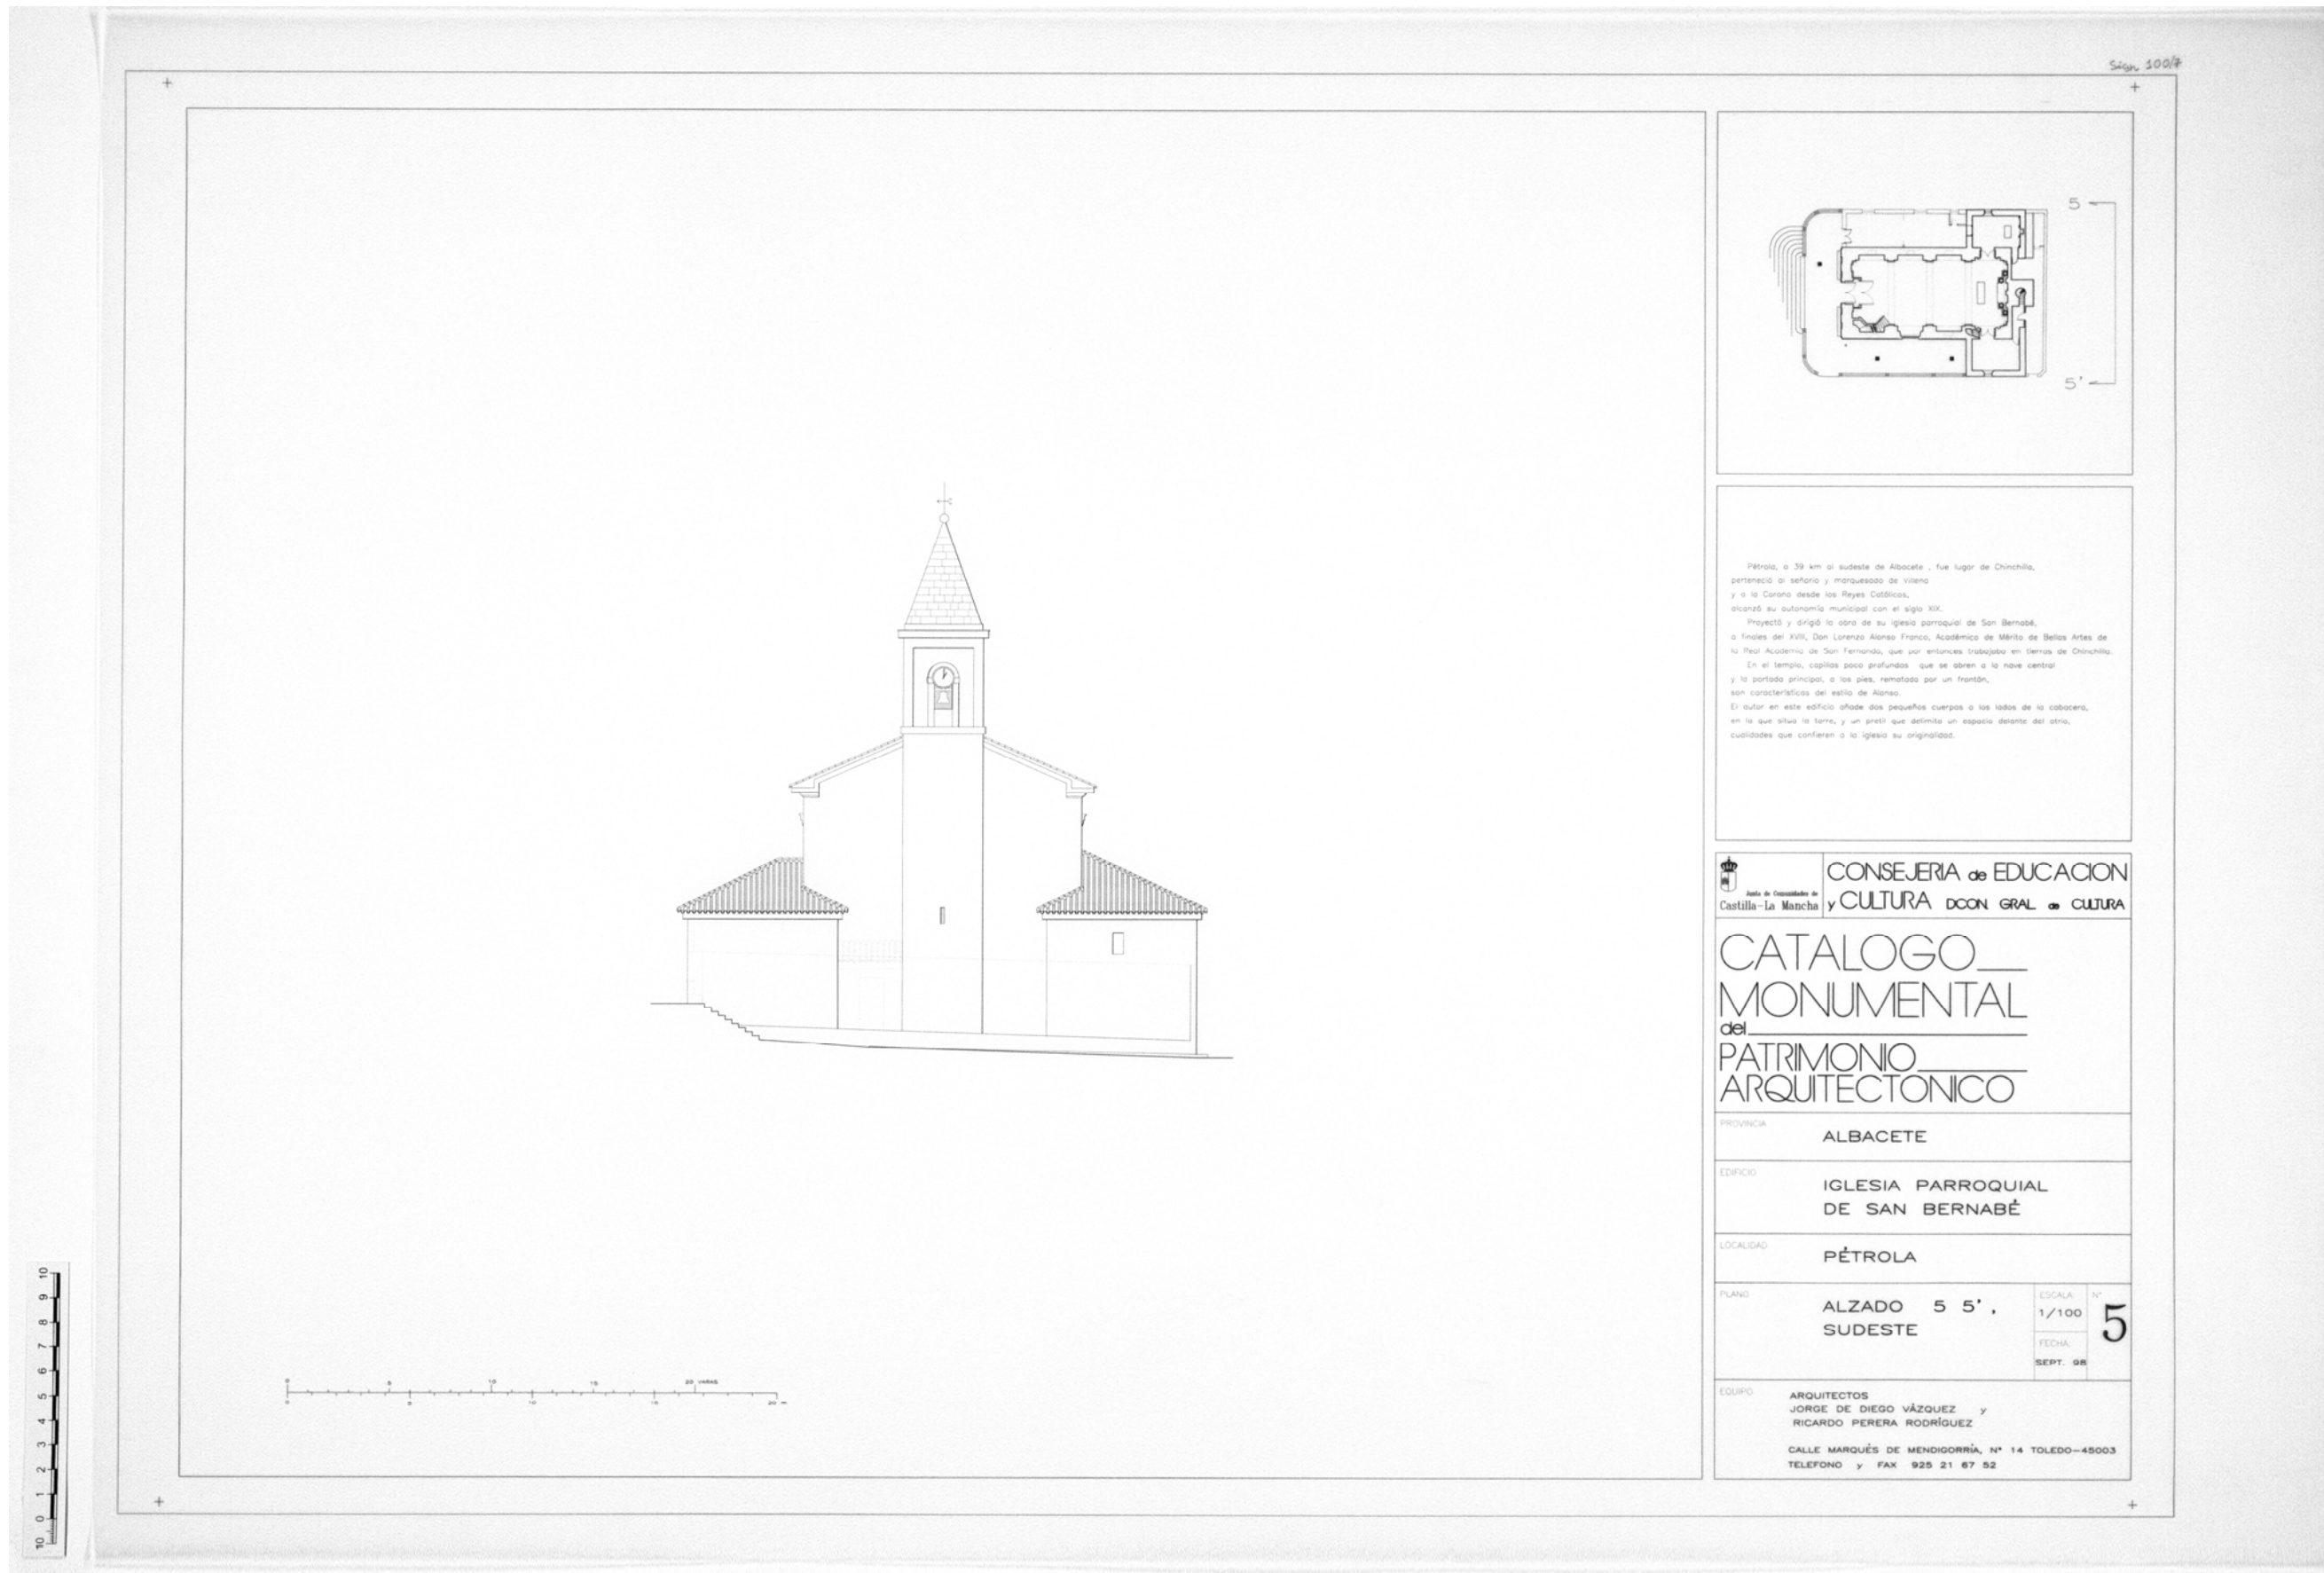 Sign. 100/7
5
5'
Pétrola, a 39 km al sudeste de Albacete , fue lugar de Chinchilla,
perteneció al señorío y marquesado de Villena
y a la Corona desde los Reyes Católicos,
alcanzó su autonomía municipal con el siglo XIX.
Proyectó y dirigió la obra de su iglesia parroquial de San Bernabé,
a finales del XVIII, Don Lorenzo Alonso Franco, Académico de Mérito de Bellas Artes de
la Real Academia de San Fernando, que por entonces trabajaba en tierras de Chinchilla.
En el templo, capillas poco profundas que se abren a la nave central
y la portada principal, a los pies, rematada por un frontón,
son características del estilo de Alonso.
El autor en este edificio añade dos pequeños cuerpos a los lados de la cabecera,
en la que situa la torre, y un pretil que delimita un espacio delante del atrio,
cualidades que confieren a la iglesia su originalidad.
Junta de Comunidades de
Castilla-La Mancha
CONSEJERIA de EDUCACION
y CULTURA DCON. GRAL de CULTURA
CATALOGO
MONUMENTAL
del
PATRIMONIO
ARQUITECTONICO
PROVINCIA
ALBACETE
EDIFICIO
IGLESIA PARROQUIAL
DE SAN BERNABÉ
LOCALIDAD
PÉTROLA
PLANO
ALZADO 5 5',
SUDESTE
ESCALA:
1/100
FECHA:
SEPT. 98
Nº
5
EQUIPO
ARQUITECTOS
JORGE DE DIEGO VÁZQUEZ y
RICARDO PERERA RODRÍGUEZ
CALLE MARQUÉS DE MENDIGORRÍA, Nº 14 TOLEDO-45003
TELEFONO y FAX 925 21 67 52
0 5 10 15 20 VARAS
0 5 10 15 20 m
10 0 1 2 3 4 5 6 7 8 9 10